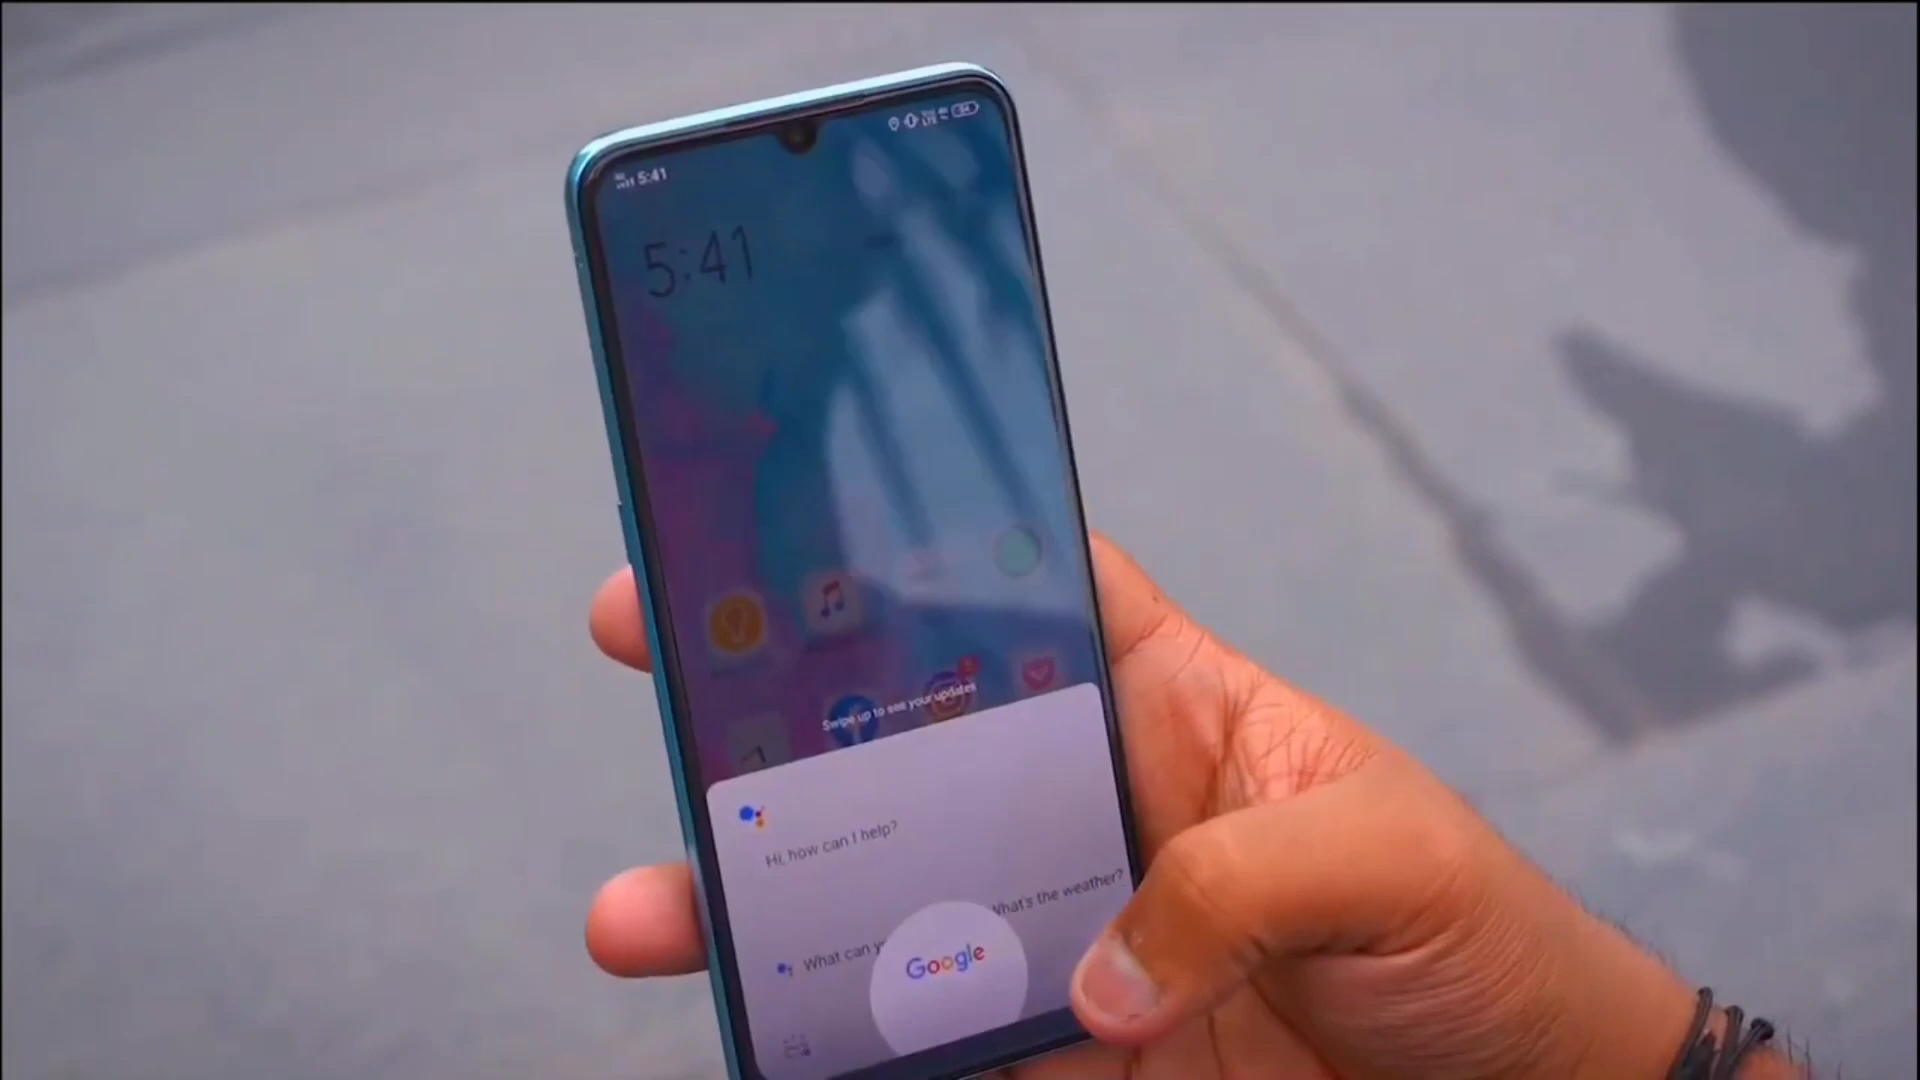 5:41
5:41
Swipe up to see your updates
Hi, how can I help?
What's the weather?
What can y
Google